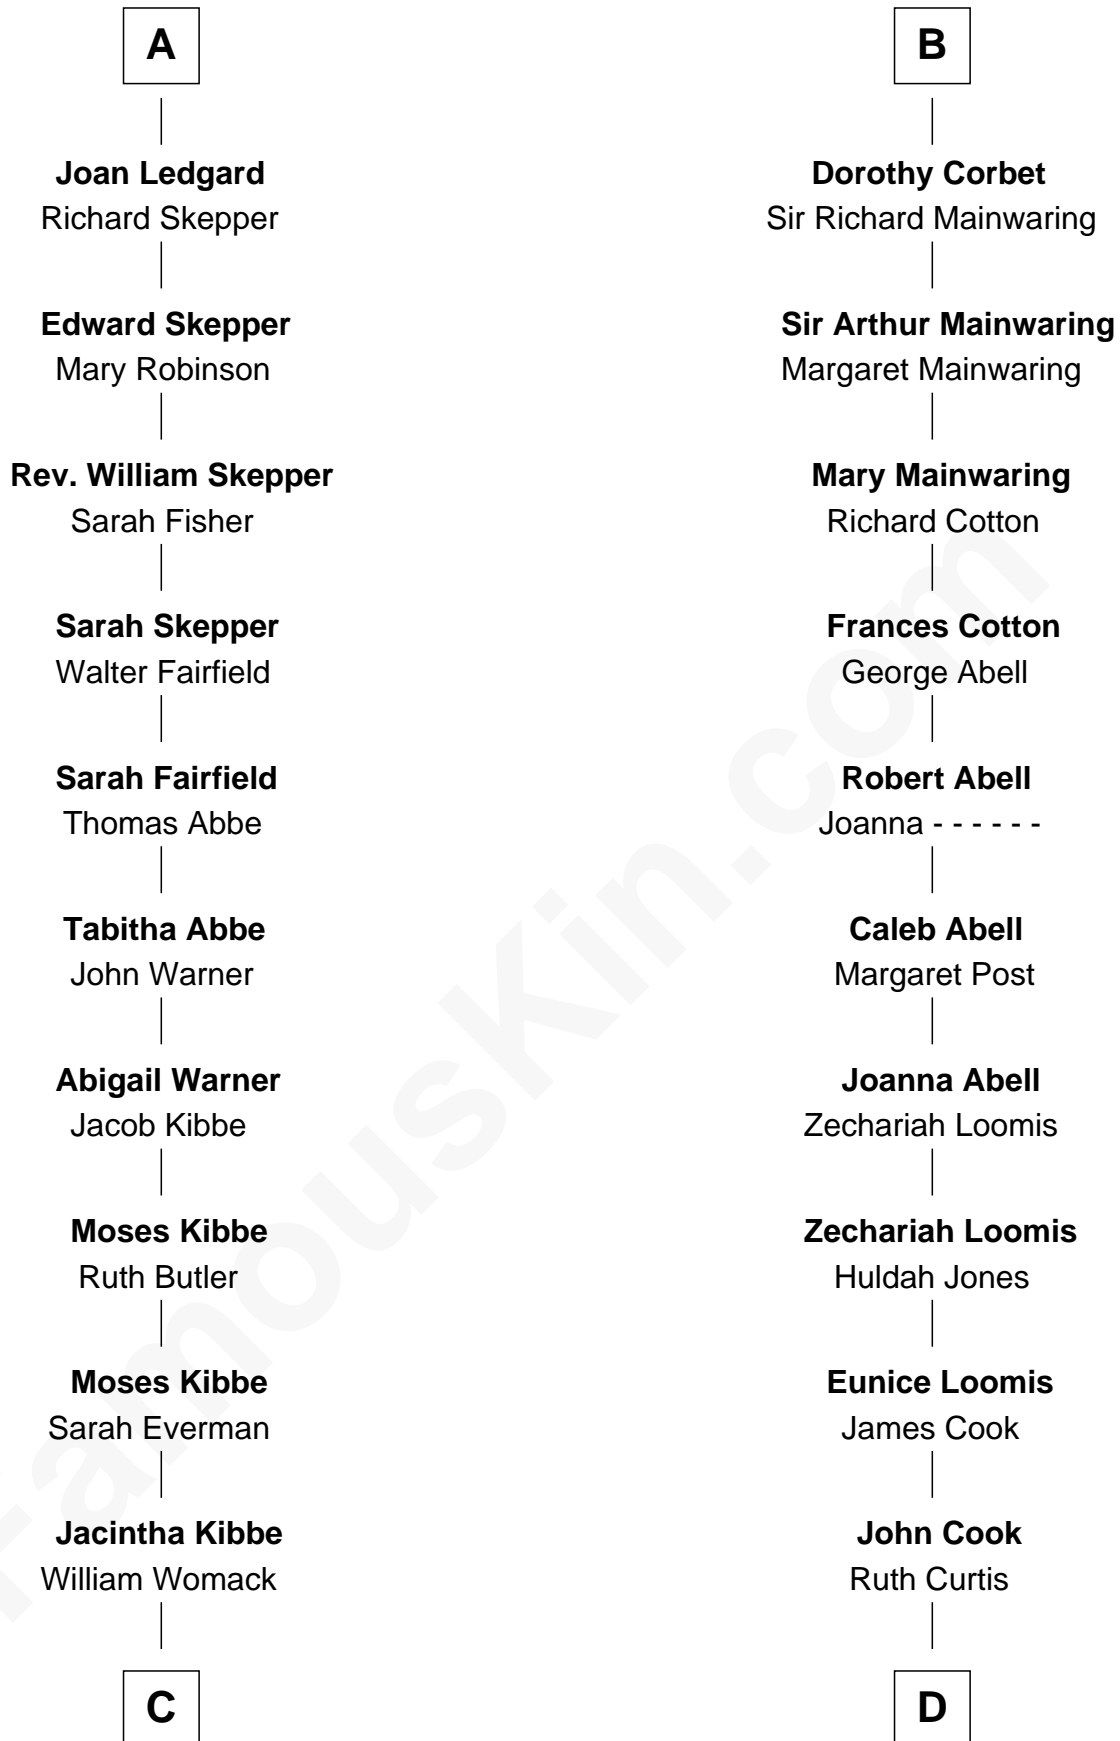 A
Joan Ledgard
Richard Skepper
Edward Skepper
Mary Robinson
Rev. William Skepper
Sarah Fisher
Sarah Skepper
Walter Fairfield
Sarah Fairfield
Thomas Abbe
Tabitha Abbe
John Warner
Abigail Warner
Jacob Kibbe
Moses Kibbe
Ruth Butler
Moses Kibbe
Sarah Everman
Jacintha Kibbe
William Womack
C
B
Dorothy Corbet
Sir Richard Mainwaring
Sir Arthur Mainwaring
Margaret Mainwaring
Mary Mainwaring
Richard Cotton
Frances Cotton
George Abell
Robert Abell
Joanna - - - - - -
Caleb Abell
Margaret Post
Joanna Abell
Zechariah Loomis
Zechariah Loomis
Huldah Jones
Eunice Loomis
James Cook
John Cook
Ruth Curtis
D
FamousKin.com